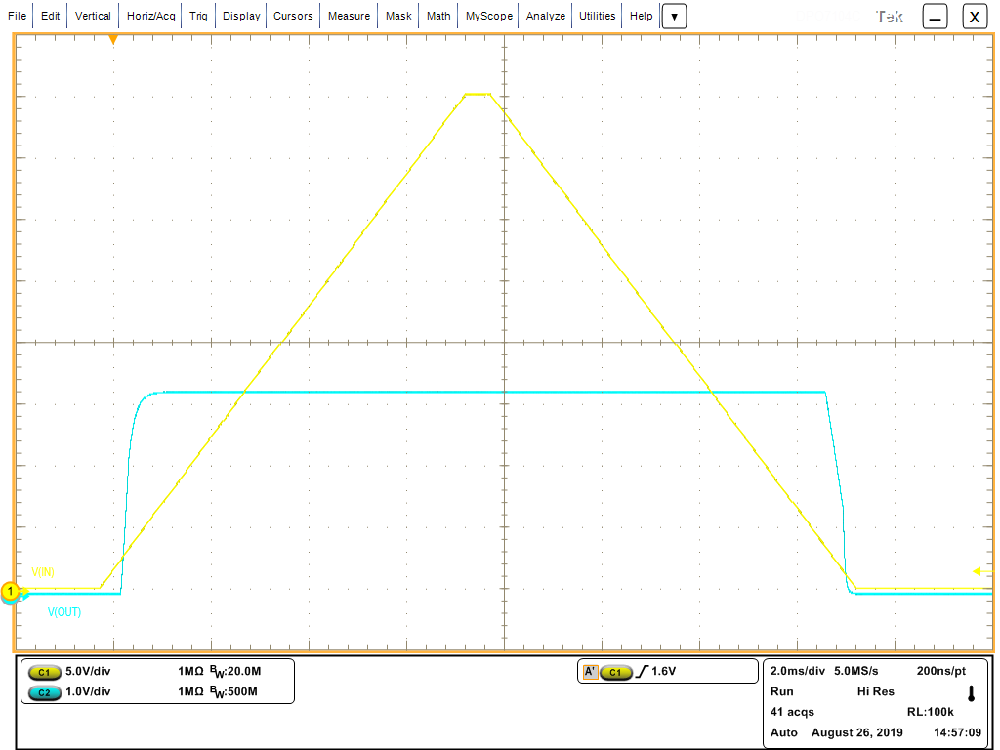 File Edit Vertical Horiz/Acq Trig Display Cursors Measure Mask Math MyScope Analyze Utilities Help Tek X
V(IN)
1
V(OUT)
C1 5.0V/div 1MΩ BW:20.0M
C2 1.0V/div 1MΩ BW:500M
A' C1 1.6V
2.0ms/div 5.0MS/s 200ns/pt
Run Hi Res
41 acqs RL:100k
Auto August 26, 2019 14:57:09